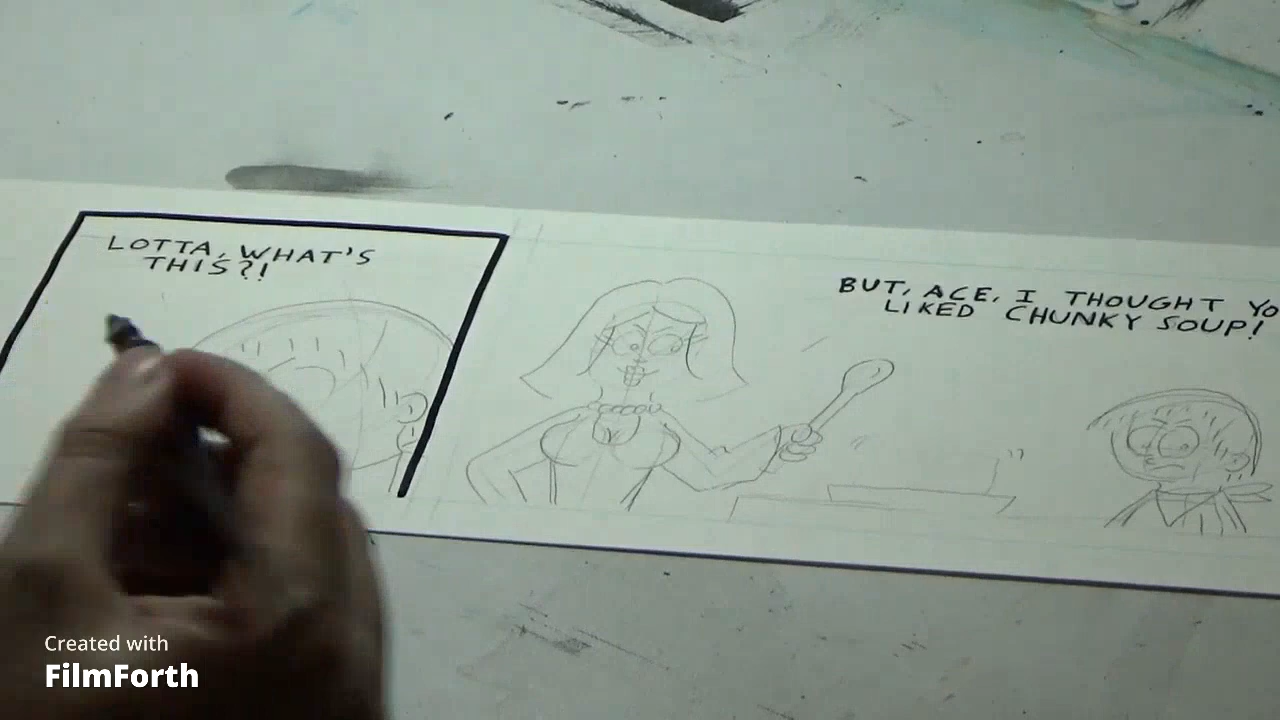 LOTTA, WHAT'S
THIS?!
BUT, ACE, I THOUGHT YO
LIKED CHUNKY SOUP!
Created with
FilmForth